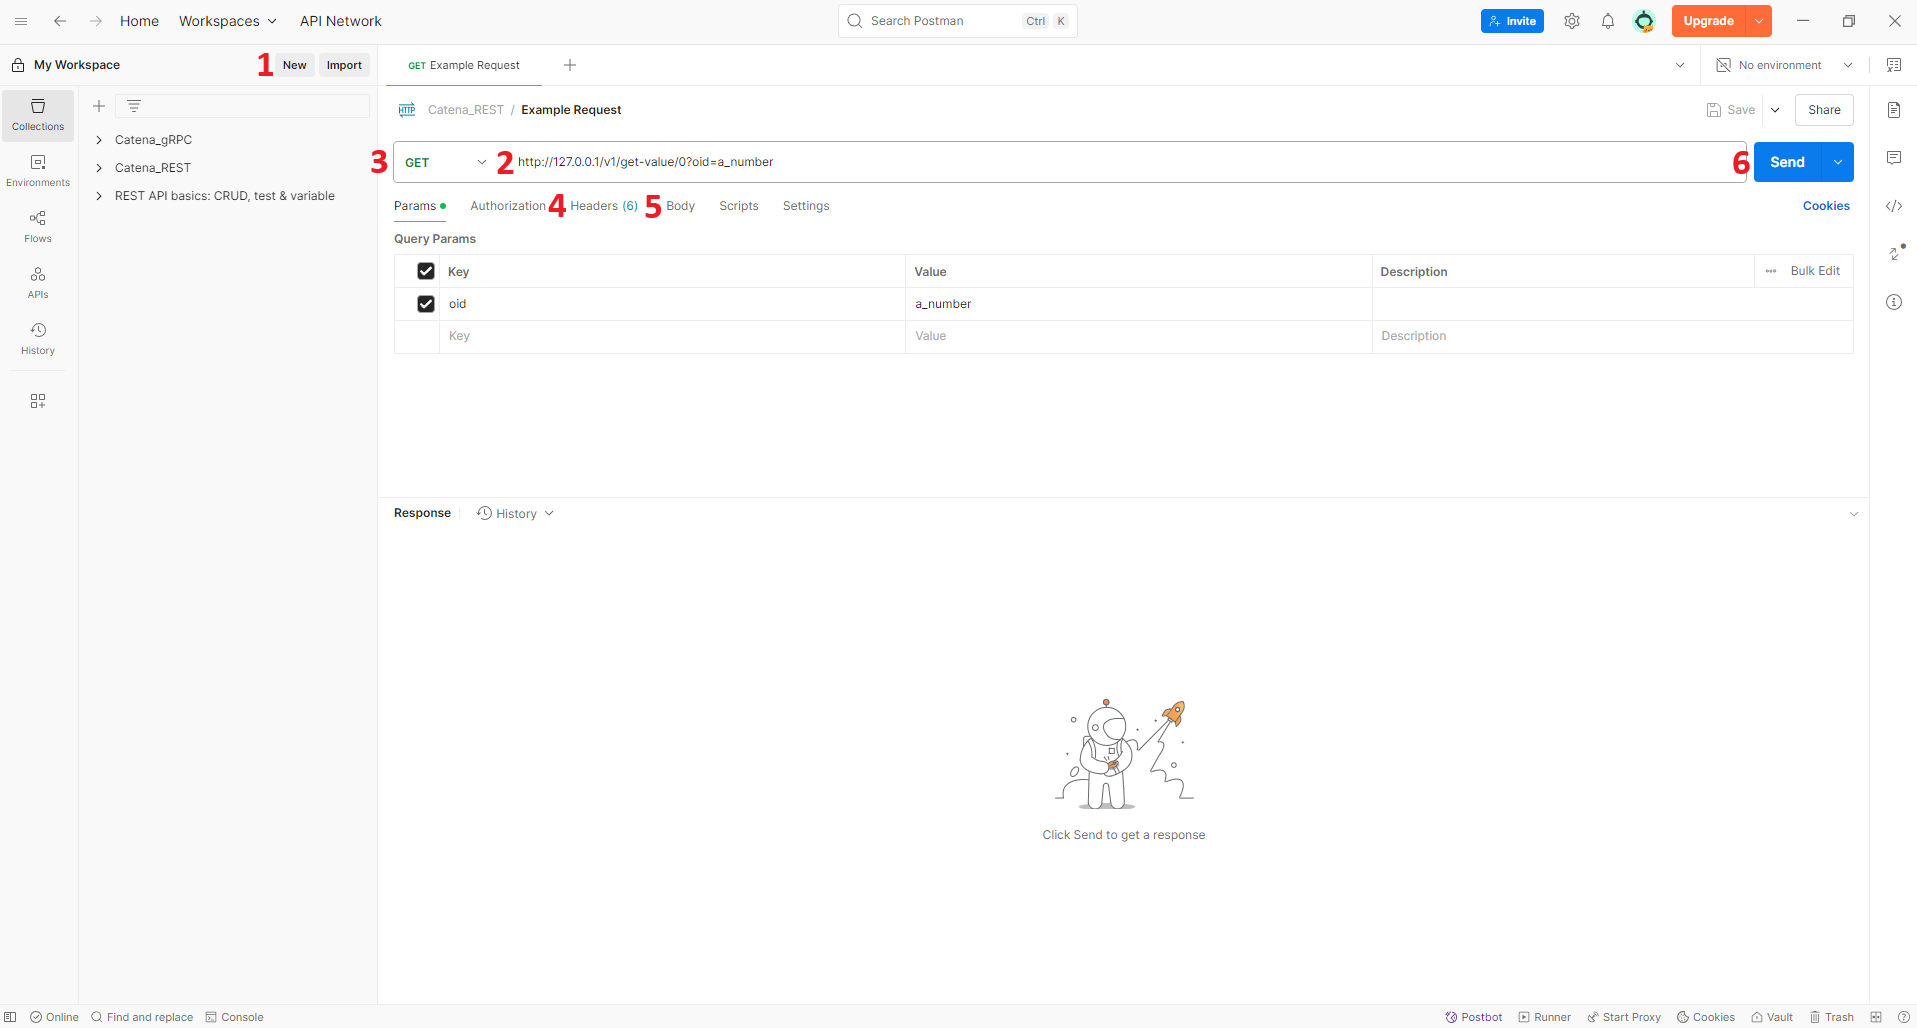 Home Workspaces API Network Search Postman Ctrl K Invite Upgrade
My Workspace 1 New Import GET Example Request No environment
Collections
Environments
Flows
APIs
History
Catena_gRPC
Catena_REST
REST API basics: CRUD, test & variable
HTTP Catena_REST / Example Request Save Share
3 GET 2 http://127.0.0.1/v1/get-value/0?oid=a_number 6 Send
Params Authorization 4 Headers (6) 5 Body Scripts Settings Cookies
Query Params
Key Value Description Bulk Edit
oid a_number
Key Value Description
Response History
Click Send to get a response
Online Find and replace Console Postbot Runner Start Proxy Cookies Vault Trash